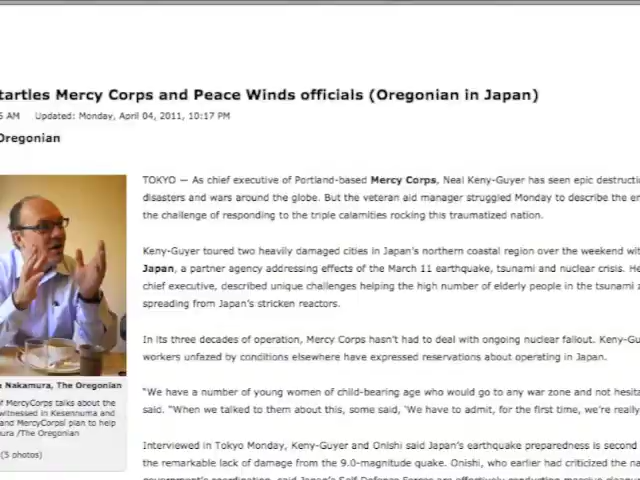 tartles Mercy Corps and Peace Winds officials (Oregonian in Japan)
AM Updated: Monday, April 04, 2011, 10:17 PM
Oregonian
TOKYO — As chief executive of Portland-based Mercy Corps, Neal Keny-Guyer has seen epic destructi
disasters and wars around the globe. But the veteran aid manager struggled Monday to describe the
the challenge of responding to the triple calamities rocking this traumatized nation.
Keny-Guyer toured two heavily damaged cities in Japan's northern coastal region over the weekend wit
Japan, a partner agency addressing effects of the March 11 earthquake, tsunami and nuclear crisis. He
chief executive, described unique challenges helping the high number of elderly people in the tsunami
spreading from Japan's stricken reactors.
In its three decades of operation, Mercy Corps hasn't had to deal with ongoing nuclear fallout. Keny-Gu
workers unfazed by conditions elsewhere have expressed reservations about operating in Japan.
Nakamura, The Oregonian
f MercyCorps talks about the
witnessed in Kesennuma and
and MercyCorpsí plan to help
ura /The Oregonian
(5 photos)
"We have a number of young women of child-bearing age who would go to any war zone and not hesita
said. "When we talked to them about this, some said, 'We have to admit, for the first time, we're really
Interviewed in Tokyo Monday, Keny-Guyer and Onishi said Japan's earthquake preparedness is second
the remarkable lack of damage from the 9.0-magnitude quake. Onishi, who earlier had criticized the na